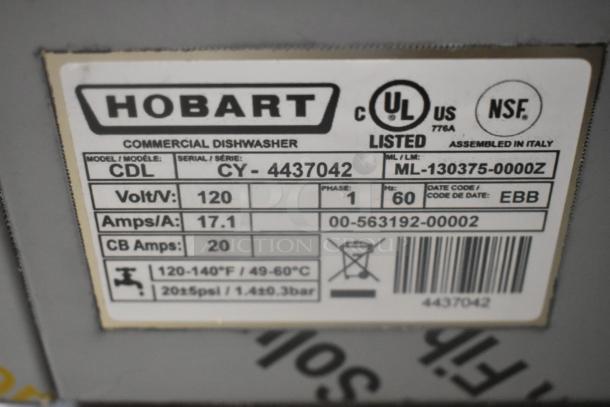 HOBART
COMMERCIAL DISHWASHER
C UL US
776A
LISTED
NSF
ASSEMBLED IN ITALY
MODEL / MODÈLE: CDL
SERIAL / SÉRIE: CY- 4437042
ML / LM: ML-130375-0000Z
Volt/V: 120
PHASE: 1
Hz: 60
DATE CODE / CODE DE DATE: EBB
Amps/A: 17.1
00-563192-00002
CB Amps: 20
120-140°F / 49-60°C
20±5psi / 1.4±0.3bar
4437042